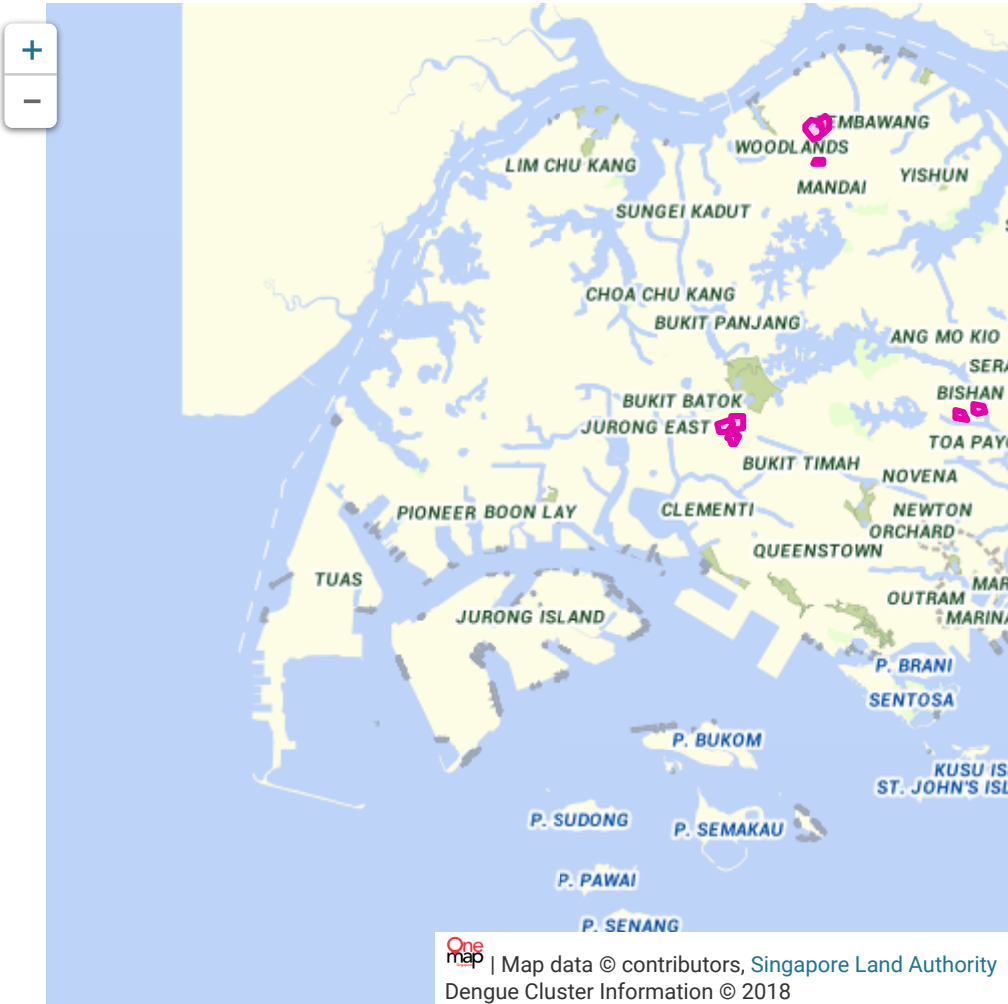 +
−
EMBAWANG
WOODLANDS
LIM CHU KANG
YISHUN
MANDAI
SUNGEI KADUT
CHOA CHU KANG
BUKIT PANJANG
ANG MO KIO
SERA
BISHAN
BUKIT BATOK
JURONG EAST
TOA PAYO
BUKIT TIMAH
NOVENA
PIONEER BOON LAY
CLEMENTI
NEWTON
ORCHARD
QUEENSTOWN
TUAS
MAR
OUTRAM
JURONG ISLAND
MARINA
P. BRANI
SENTOSA
P. BUKOM
KUSU IS
ST. JOHN'S ISL
P. SUDONG
P. SEMAKAU
P. PAWAI
P. SENANG
One
map | Map data © contributors, Singapore Land Authority
Dengue Cluster Information © 2018